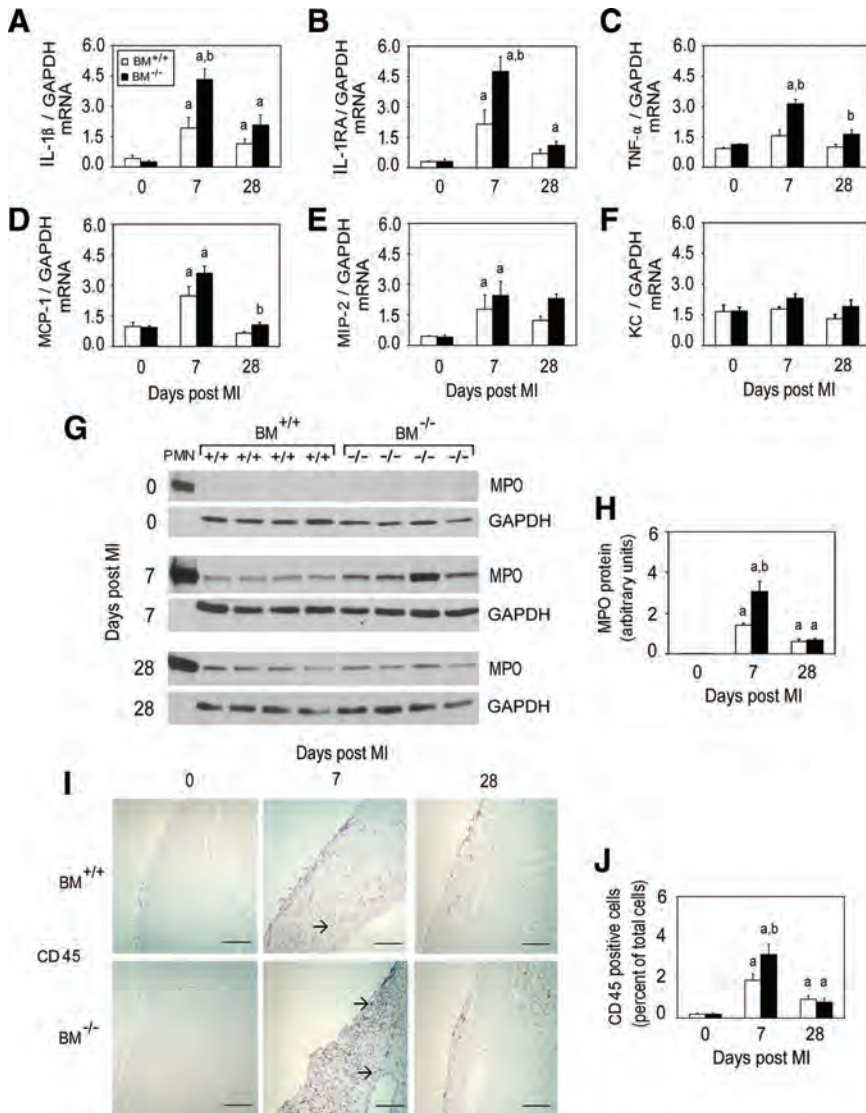 A
IL-1β / GAPDH
mRNA
6.0
4.5
3.0
1.5
0.0
BM+/+
BM-/-
a
a,b
a
a
0 7 28
B
IL-1RA/ GAPDH
mRNA
6.0
4.5
3.0
1.5
0.0
a
a,b
a
0 7 28
C
TNF-α / GAPDH
mRNA
6.0
4.5
3.0
1.5
0.0
a,b
b
0 7 28
D
MCP-1 / GAPDH
mRNA
6.0
4.5
3.0
1.5
0.0
a
a
b
0 7 28
Days post MI
E
MIP-2 / GAPDH
mRNA
6.0
4.5
3.0
1.5
0.0
a
a
0 7 28
Days post MI
F
KC / GAPDH
mRNA
6.0
4.5
3.0
1.5
0.0
0 7 28
Days post MI
G
BM+/+ BM-/-
PMN +/+ +/+ +/+ +/+ -/- -/- -/- -/-
Days post MI
0 MPO
0 GAPDH
7 MPO
7 GAPDH
28 MPO
28 GAPDH
H
MPO protein
(arbitrary units)
6
4
2
0
a
a,b
a a
0 7 28
Days post MI
I
Days post MI
0 7 28
BM+/+
CD45
BM-/-
J
CD45 positive cells
(percent of total cells)
6
4
2
0
a
a,b
a a
0 7 28
Days post MI